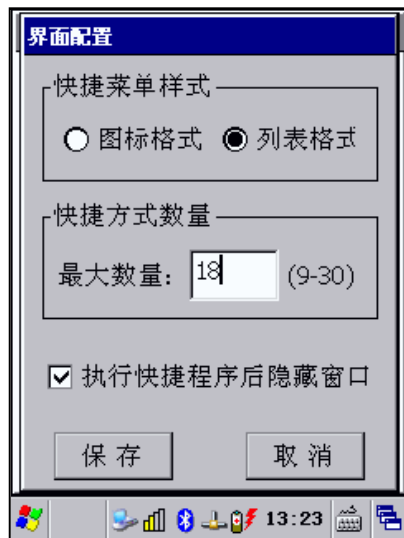 界面配置
快捷菜单样式
图标格式 列表格式
快捷方式数量
最大数量： 18 (9-30)
执行快捷程序后隐藏窗口
保存 取消
13:23